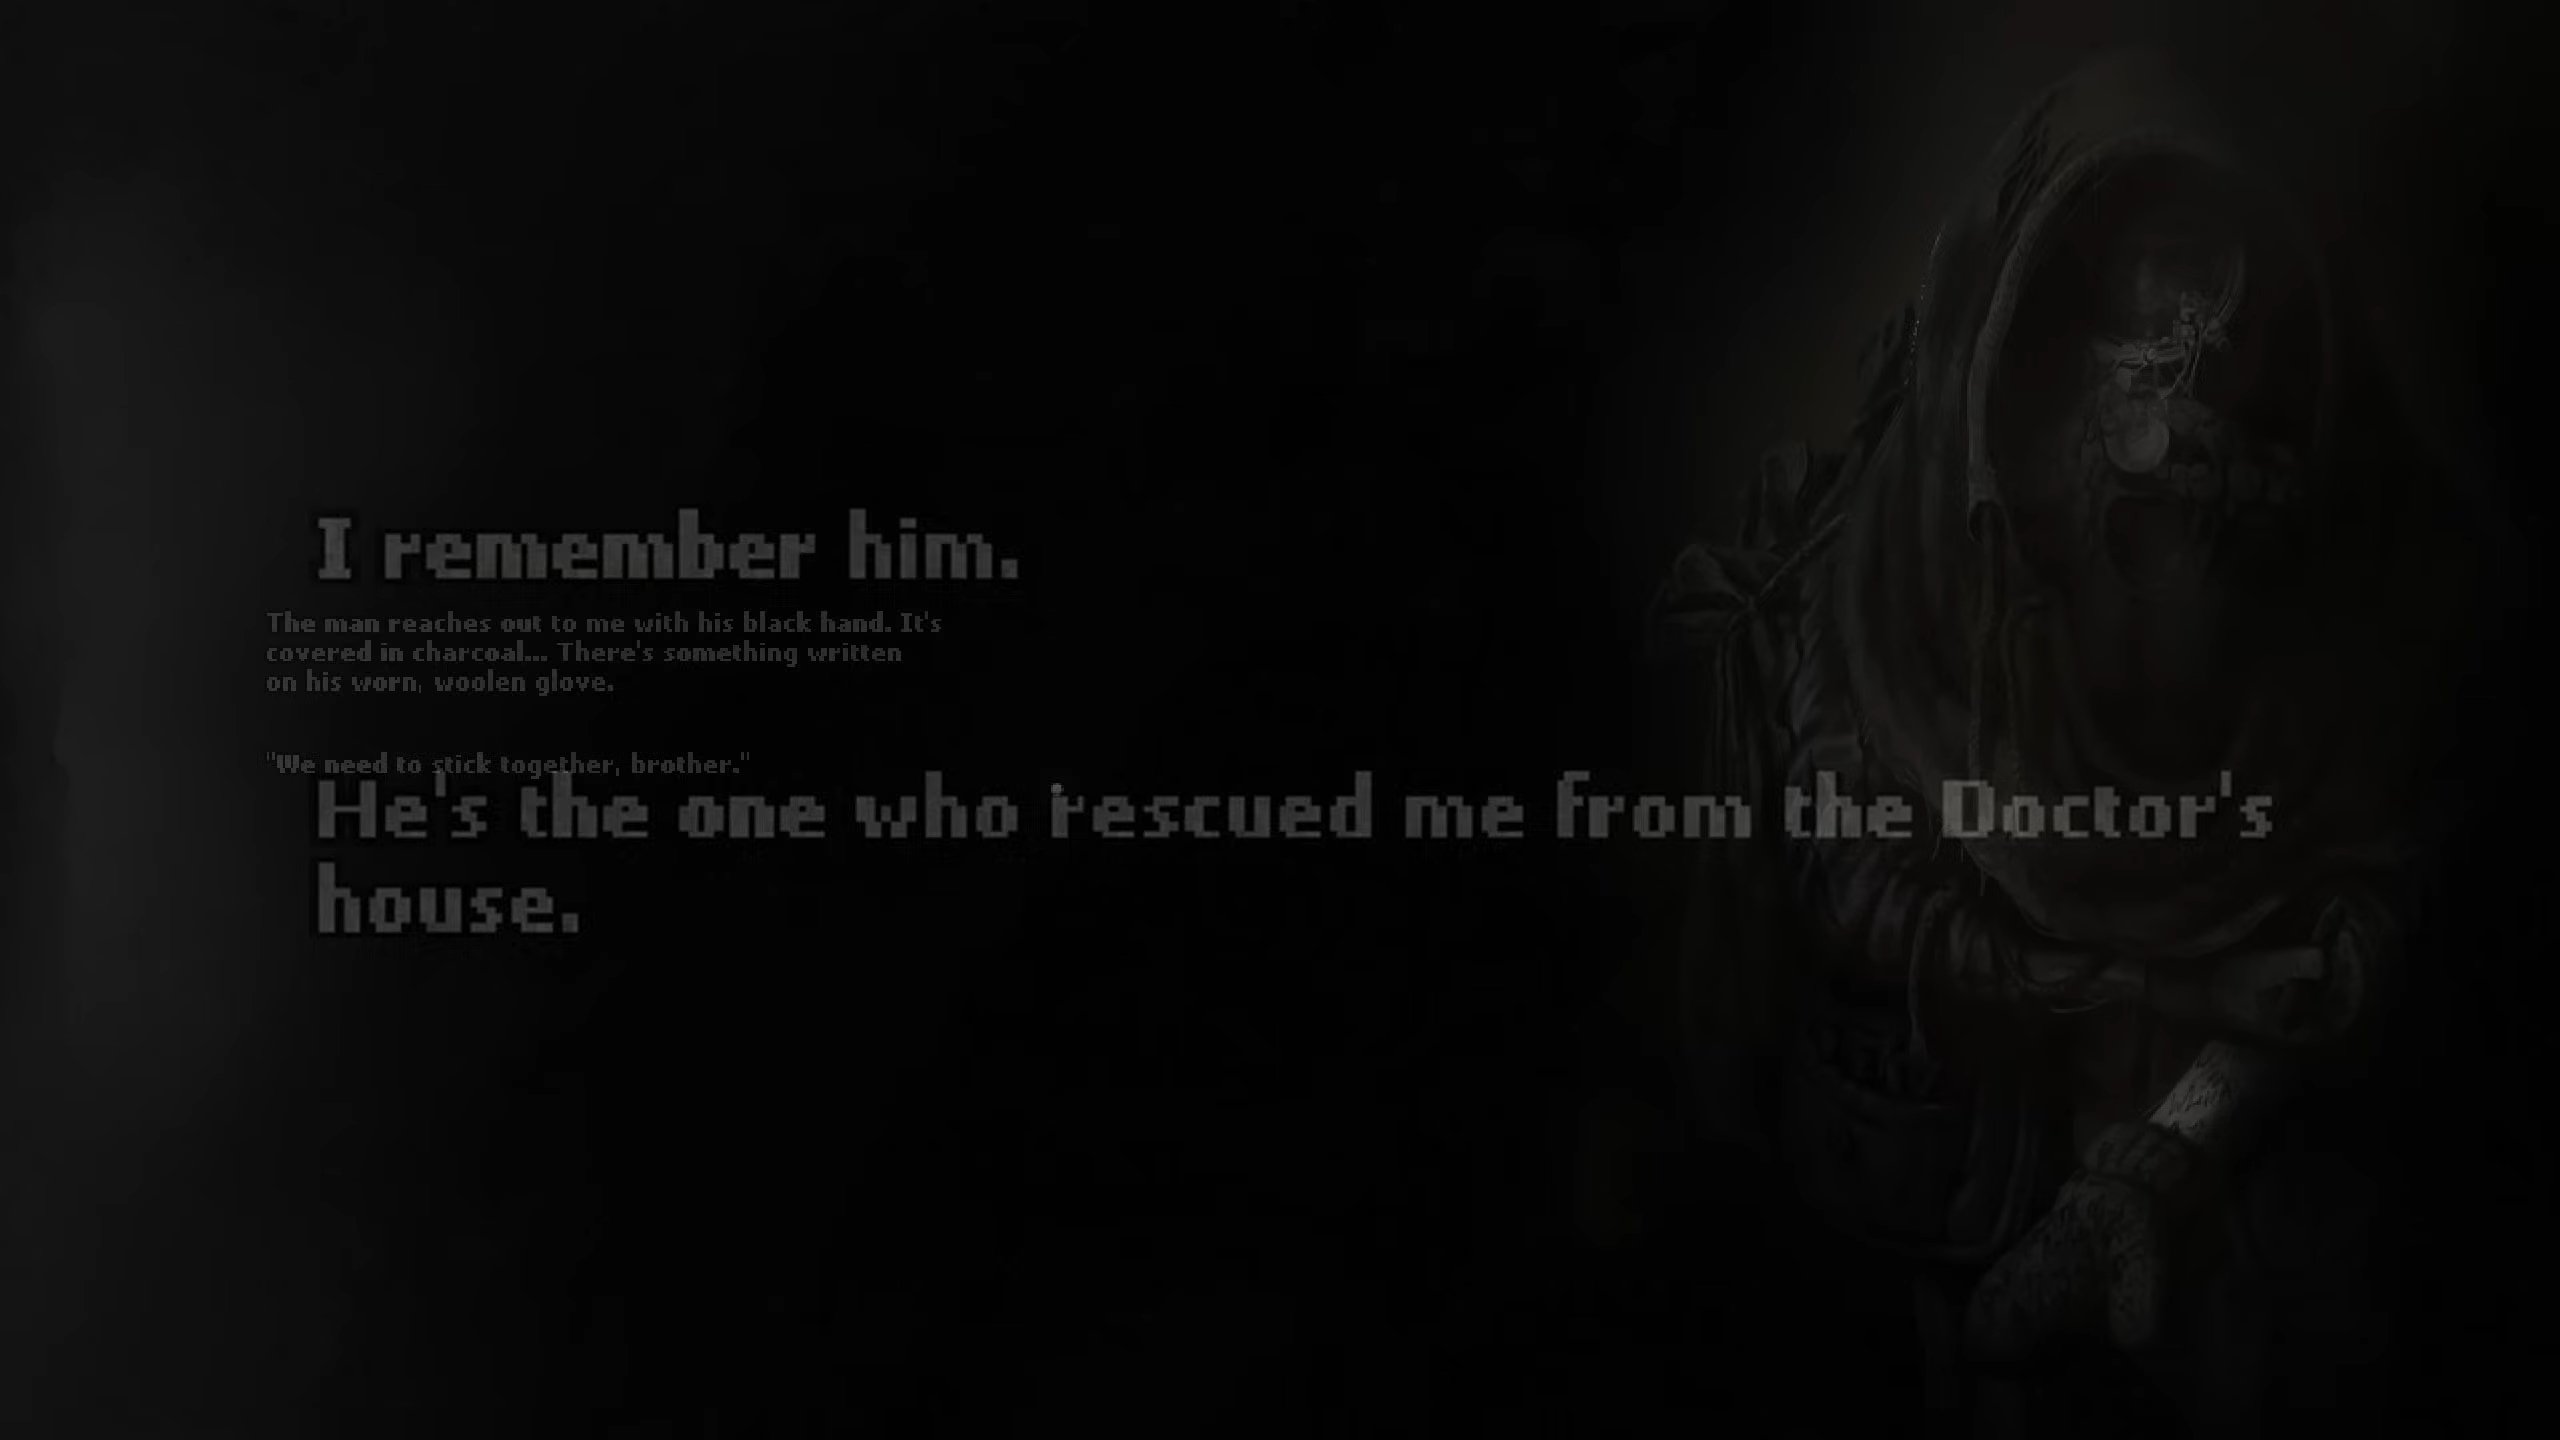 I remember him.
The man reaches out to me with his black hand. It's
covered in charcoal... There's something written
on his worn, woolen glove.
"We need to stick together, brother."
He's the one who rescued me from the Doctor's
house.